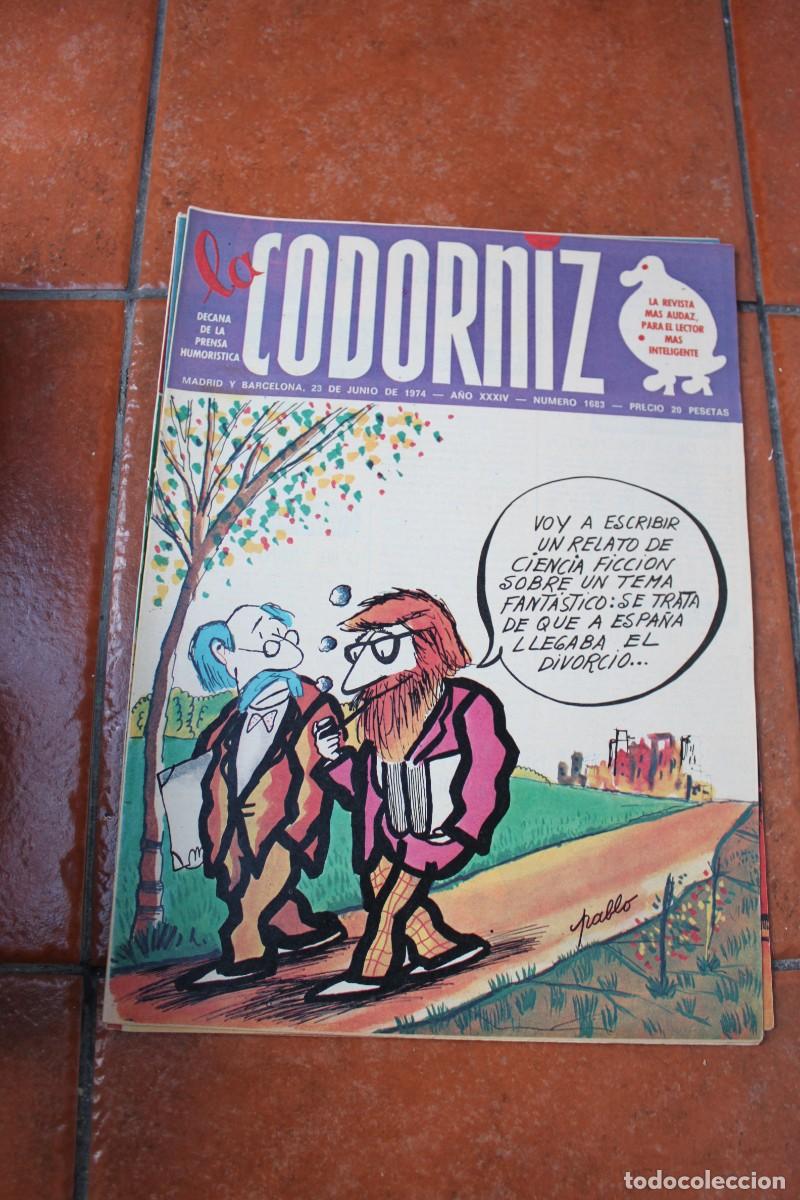 la CODORNIZ
DECANA
DE LA
PRENSA
HUMORISTICA
LA REVISTA
MAS AUDAZ,
PARA EL LECTOR
MAS
INTELIGENTE
MADRID Y BARCELONA, 23 DE JUNIO DE 1974 — AÑO XXXIV — NUMERO 1683 — PRECIO 20 PESETAS
VOY A ESCRIBIR
UN RELATO DE
CIENCIA FICCION
SOBRE UN TEMA
FANTÁSTICO: SE TRATA
DE QUE A ESPAÑA
LLEGABA EL
DIVORCIO...
pablo
todocoleccion